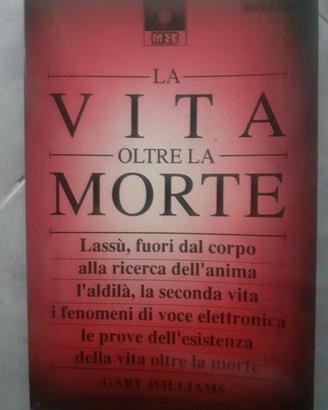 MEB
LA
VITA
OLTRE LA
MORTE
Lassù, fuori dal corpo
alla ricerca dell'anima
l'aldilà, la seconda vita
i fenomeni di voce elettronica
le prove dell'esistenza
della vita oltre la morte
GARY WILLIAMS